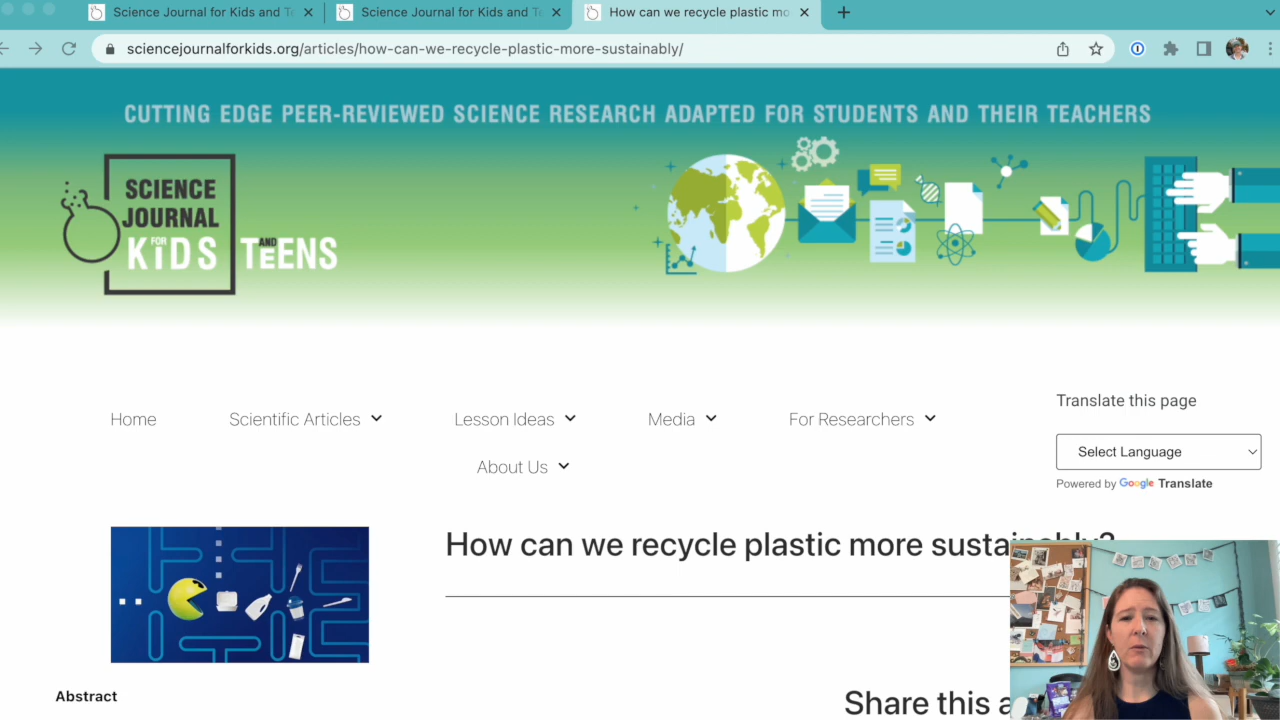 Science Journal for Kids and Te
Science Journal for Kids and Te
How can we recycle plastic mo
sciencejournalforkids.org/articles/how-can-we-recycle-plastic-more-sustainably/
CUTTING EDGE PEER-REVIEWED SCIENCE RESEARCH ADAPTED FOR STUDENTS AND THEIR TEACHERS
SCIENCE
JOURNAL
FOR KIDS AND TEENS
Translate this page
Home Scientific Articles Lesson Ideas Media For Researchers
About Us
Select Language
Powered by Google Translate
How can we recycle plastic more sustainably?
Abstract
Share this a